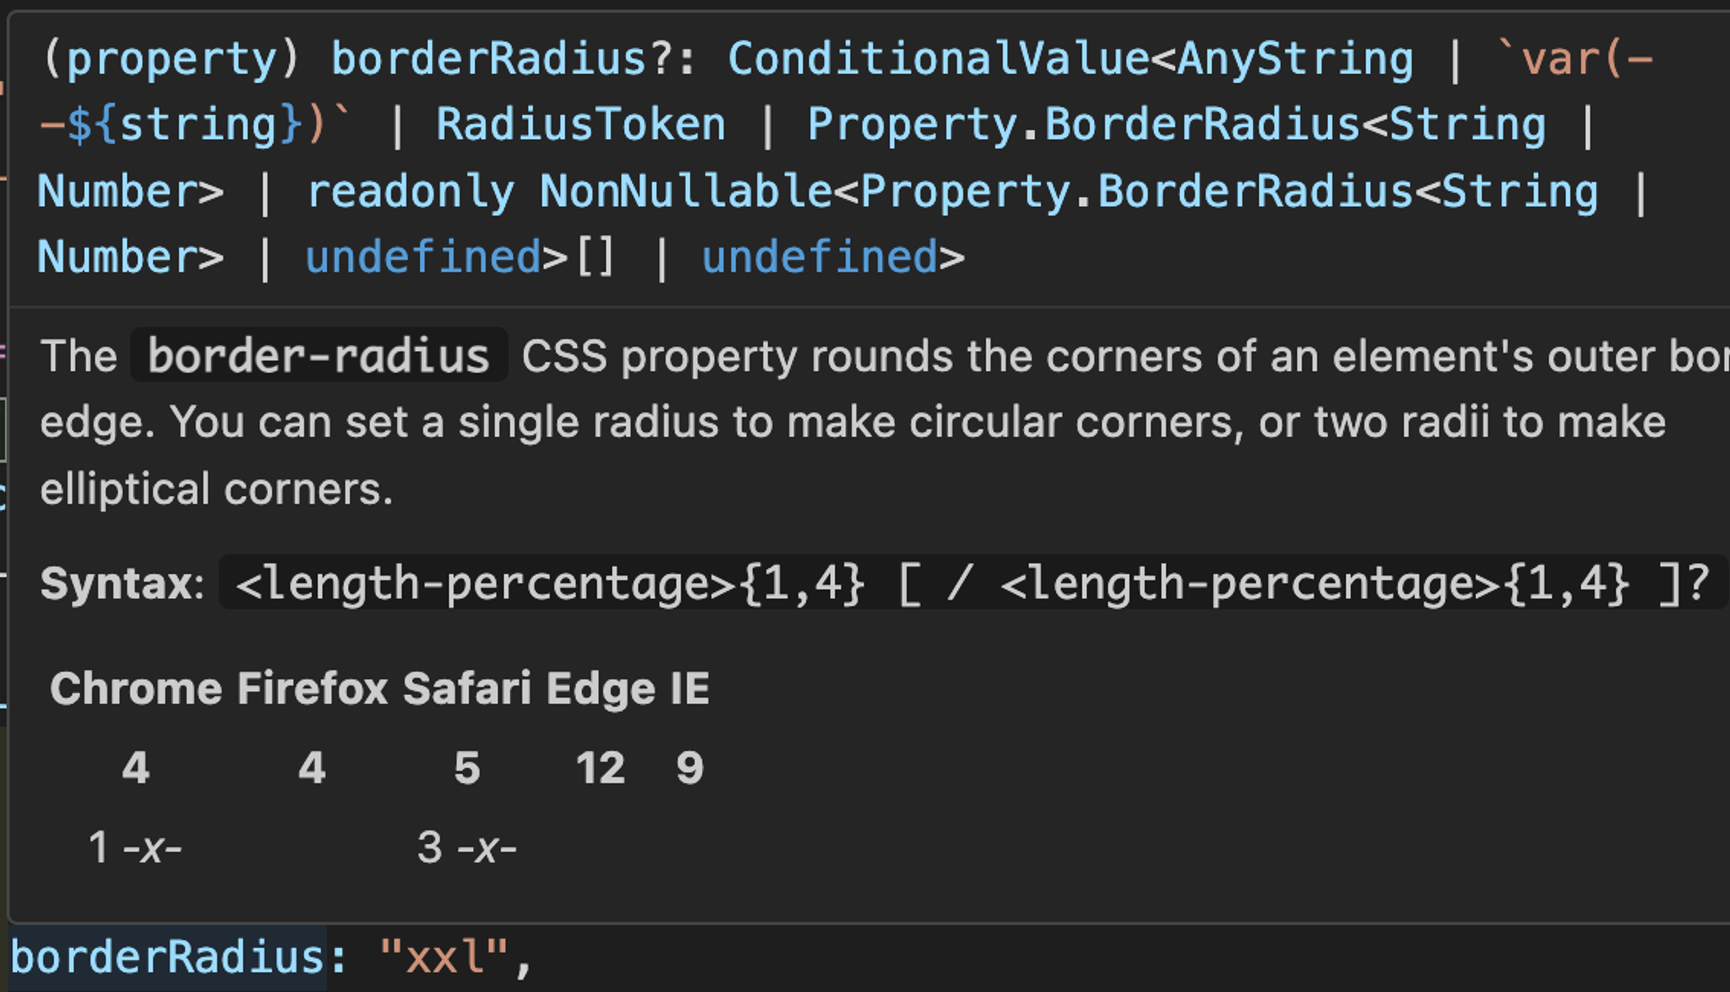 (property) borderRadius?: ConditionalValue<AnyString | `var(-
-${string})` | RadiusToken | Property.BorderRadius<String |
Number> | readonly NonNullable<Property.BorderRadius<String |
Number> | undefined>[] | undefined>
The border-radius CSS property rounds the corners of an element's outer
edge. You can set a single radius to make circular corners, or two radii to make
elliptical corners.
Syntax: <length-percentage>{1,4} [ / <length-percentage>{1,4} ]?
Chrome Firefox Safari Edge IE
4 4 5 12 9
1 -x- 3 -x-
borderRadius: "xxl",